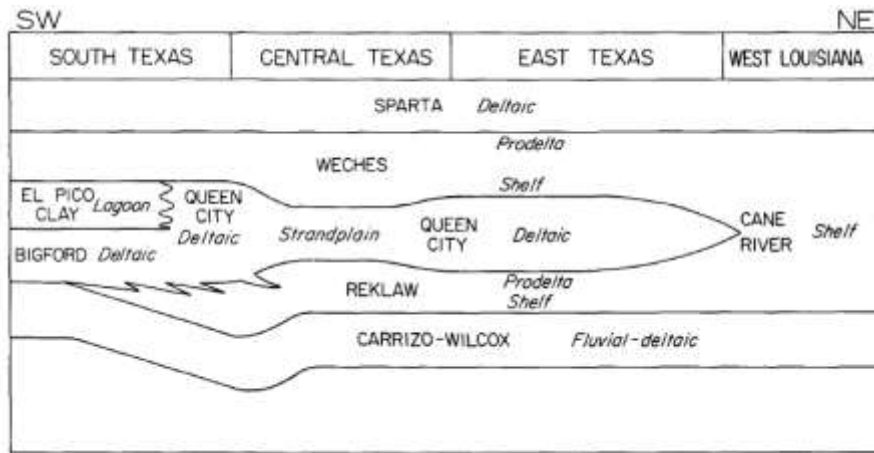 SW NE
SOUTH TEXAS CENTRAL TEXAS EAST TEXAS WEST LOUISIANA
SPARTA Deltaic
Prodelta
WECHES
Shelf
EL PICO
CLAY Lagoon
QUEEN
CITY
Deltaic
Strandplain
QUEEN
CITY
Deltaic
CANE
RIVER
Shelf
BIGFORD Deltaic
REKLAW
Prodelta
Shelf
CARRIZO-WILCOX Fluvial-deltaic